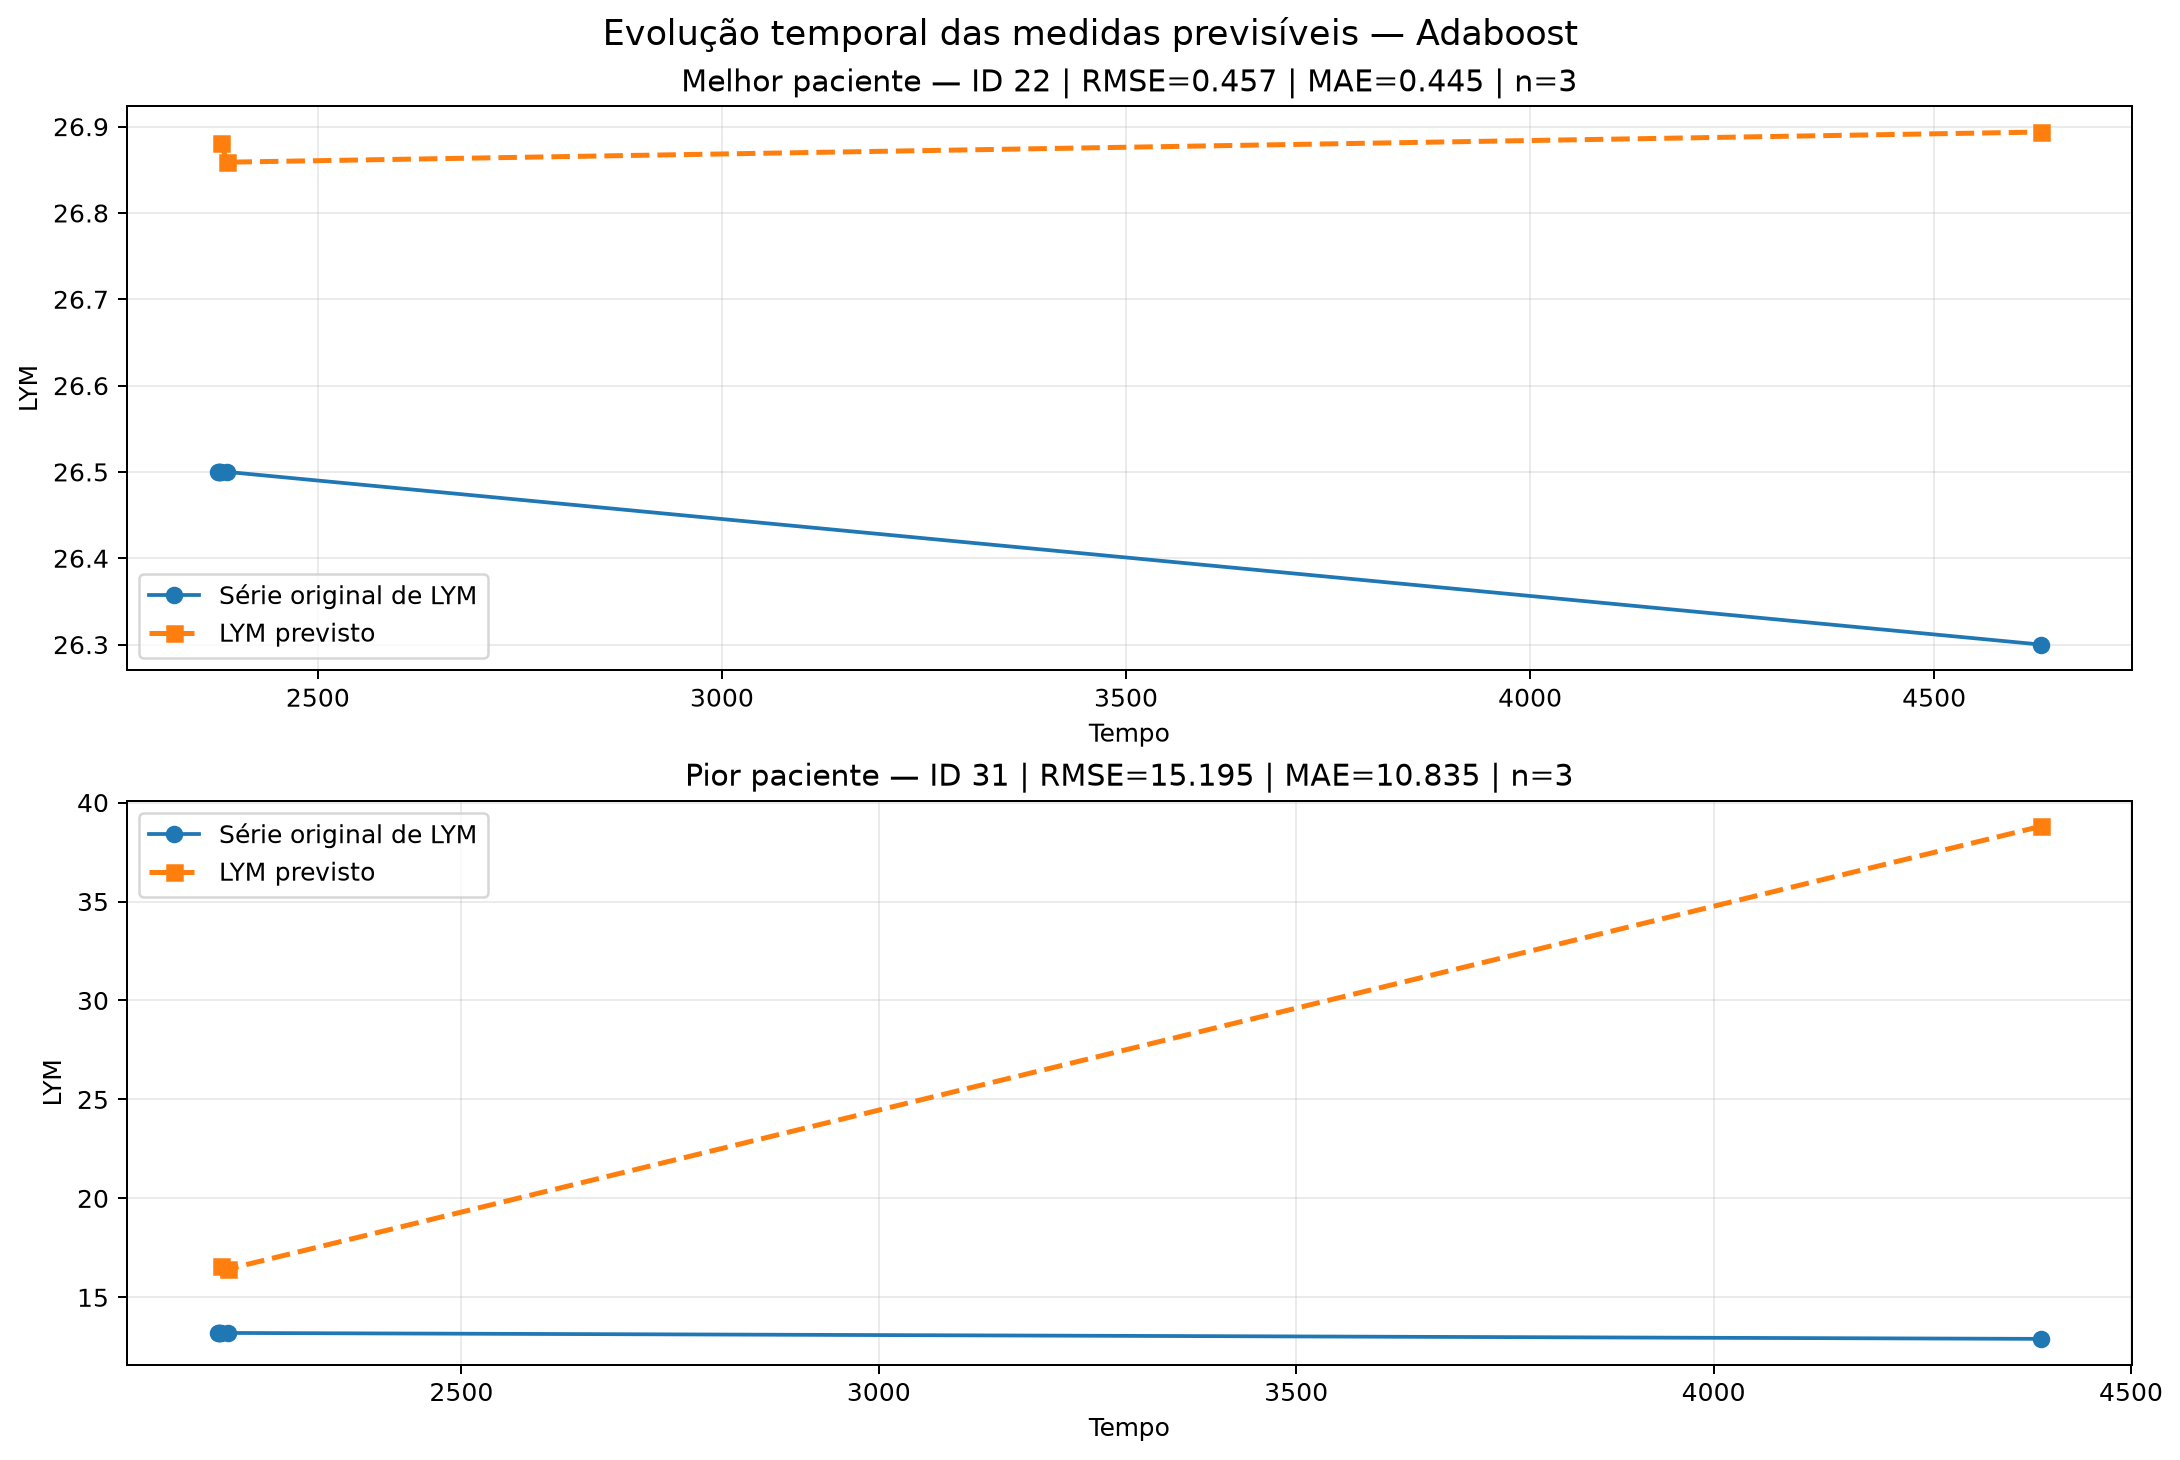 Evolução temporal das medidas previsíveis — Adaboost
Melhor paciente — ID 22 | RMSE=0.457 | MAE=0.445 | n=3
26.9
26.8
26.7
26.6
26.5
26.4
26.3
LYM
Série original de LYM
LYM previsto
2500 3000 3500 4000 4500
Tempo
Pior paciente — ID 31 | RMSE=15.195 | MAE=10.835 | n=3
40
35
30
25
20
15
LYM
Série original de LYM
LYM previsto
2500 3000 3500 4000 4500
Tempo